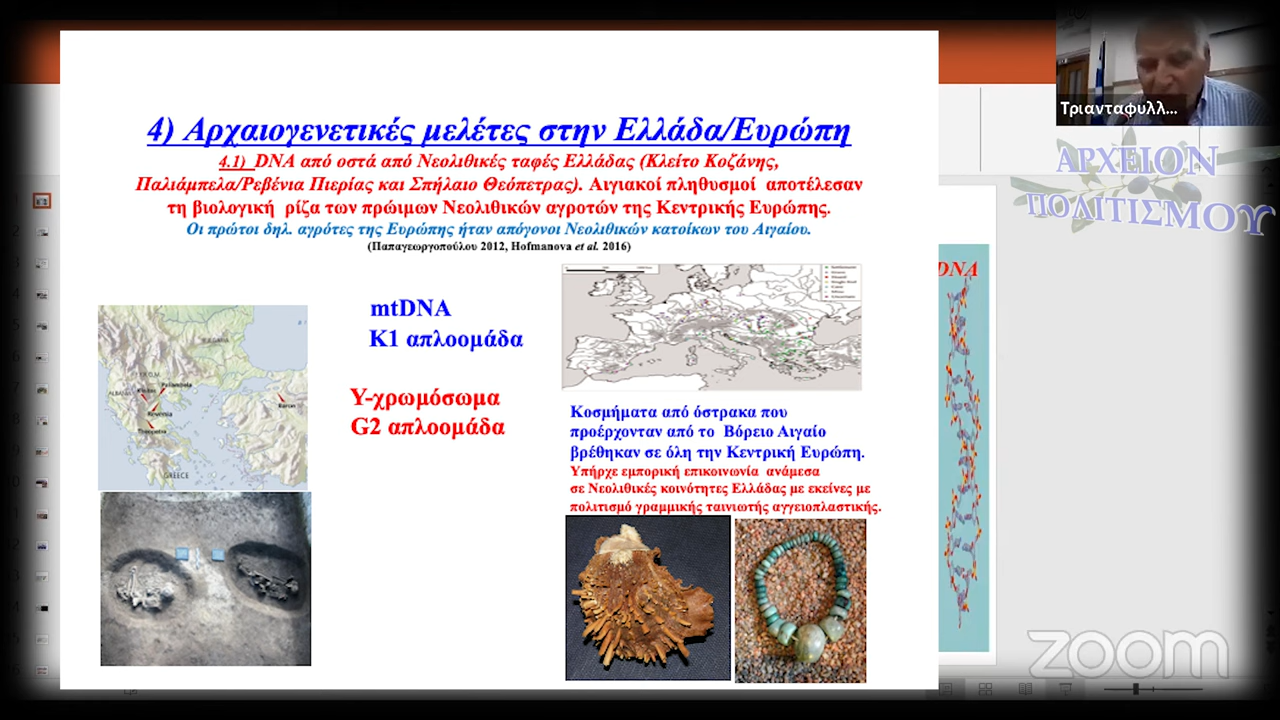 4) Αρχαιογενετικές μελέτες στην Ελλάδα/Ευρώπη
4.1) DNA από οστά από Νεολιθικές ταφές Ελλάδας (Κλείτο Κοζάνης,
Παλιάμπελα/Ρεβένια Πιερίας και Σπήλαιο Θεόπετρας). Αιγιακοί πληθυσμοί αποτέλεσαν
τη βιολογική ρίζα των πρώιμων Νεολιθικών αγροτών της Κεντρικής Ευρώπης.
Οι πρώτοι δηλ. αγρότες της Ευρώπης ήταν απόγονοι Νεολιθικών κατοίκων του Αιγαίου.
(Παπαγεωργοπούλου 2012, Hofmanova et al. 2016)
mtDNA
K1 απλοομάδα
Υ-χρωμόσωμα
G2 απλοομάδα
Κοσμήματα από όστρακα που
προέρχονταν από το Βόρειο Αιγαίο
βρέθηκαν σε όλη την Κεντρική Ευρώπη.
Υπήρχε εμπορική επικοινωνία ανάμεσα
σε Νεολιθικές κοινότητες Ελλάδας με εκείνες με
πολιτισμό γραμμικής ταινιωτής αγγειοπλαστικής.
BULGARIA
GREECE
DNA
Τριανταφυλλ...
ΑΡΧΕΙΟΝ
ΠΟΛΙΤΙΣΜΟΥ
zoom